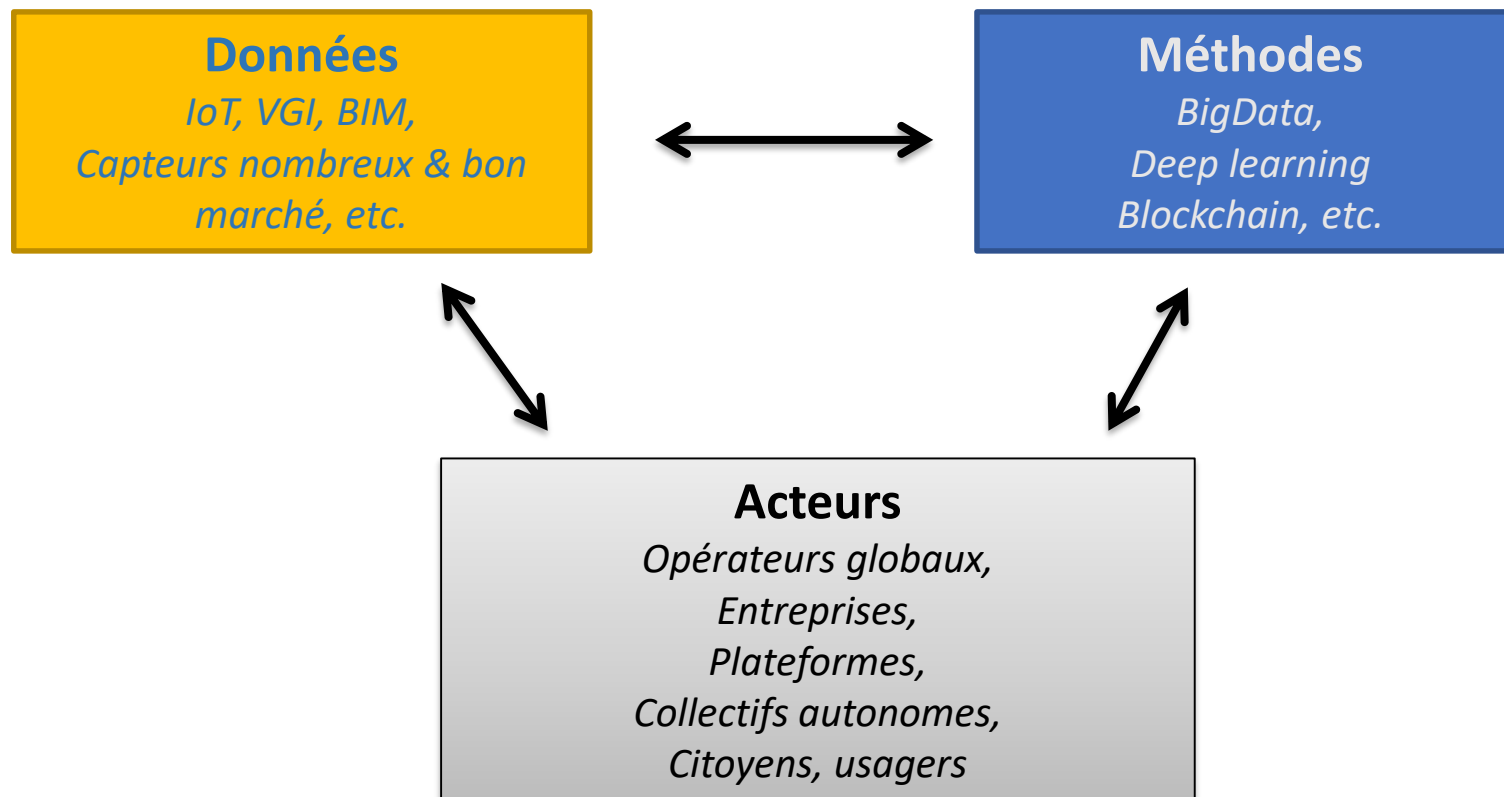 Données
IoT, VGI, BIM,
Capteurs nombreux & bon
marché, etc.
Méthodes
BigData,
Deep learning
Blockchain, etc.
Acteurs
Opérateurs globaux,
Entreprises,
Plateformes,
Collectifs autonomes,
Citoyens, usagers